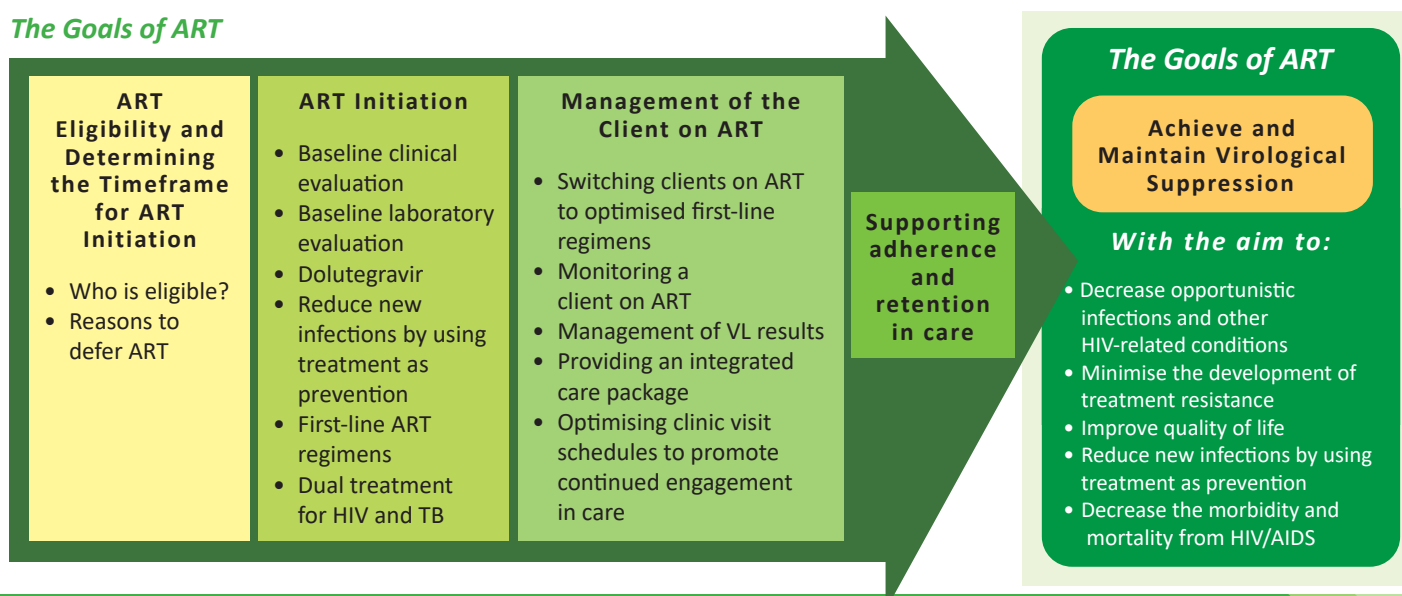 The Goals of ART
ART
Eligibility and
Determining
the Timeframe
for ART
Initiation
• Who is eligible?
• Reasons to
defer ART
ART Initiation
• Baseline clinical
evaluation
• Baseline laboratory
evaluation
• Dolutegravir
• Reduce new
infections by using
treatment as
prevention
• First-line ART
regimens
• Dual treatment
for HIV and TB
Management of the
Client on ART
• Switching clients on ART
to optimised first-line
regimens
• Monitoring a
client on ART
• Management of VL results
• Providing an integrated
care package
• Optimising clinic visit
schedules to promote
continued engagement
in care
Supporting
adherence
and
retention
in care
The Goals of ART
Achieve and
Maintain Virological
Suppression
With the aim to:
• Decrease opportunistic
infections and other
HIV-related conditions
• Minimise the development of
treatment resistance
• Improve quality of life
• Reduce new infections by using
treatment as prevention
• Decrease the morbidity and
mortality from HIV/AIDS